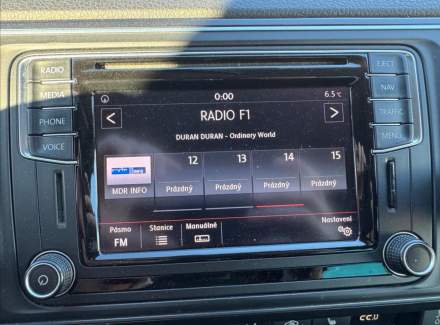 RADIO
MEDIA
PHONE
VOICE
EJECT
NAV
TRAFFIC
MENU
0:00
6.5 °C
<
RADIO F1
>
DURAN DURAN - Ordinery World
MDR INFO
12
Prázdný
13
Prázdný
14
Prázdný
15
Prázdný
Pásmo
FM
Stanice
Manuálně
Nastavení